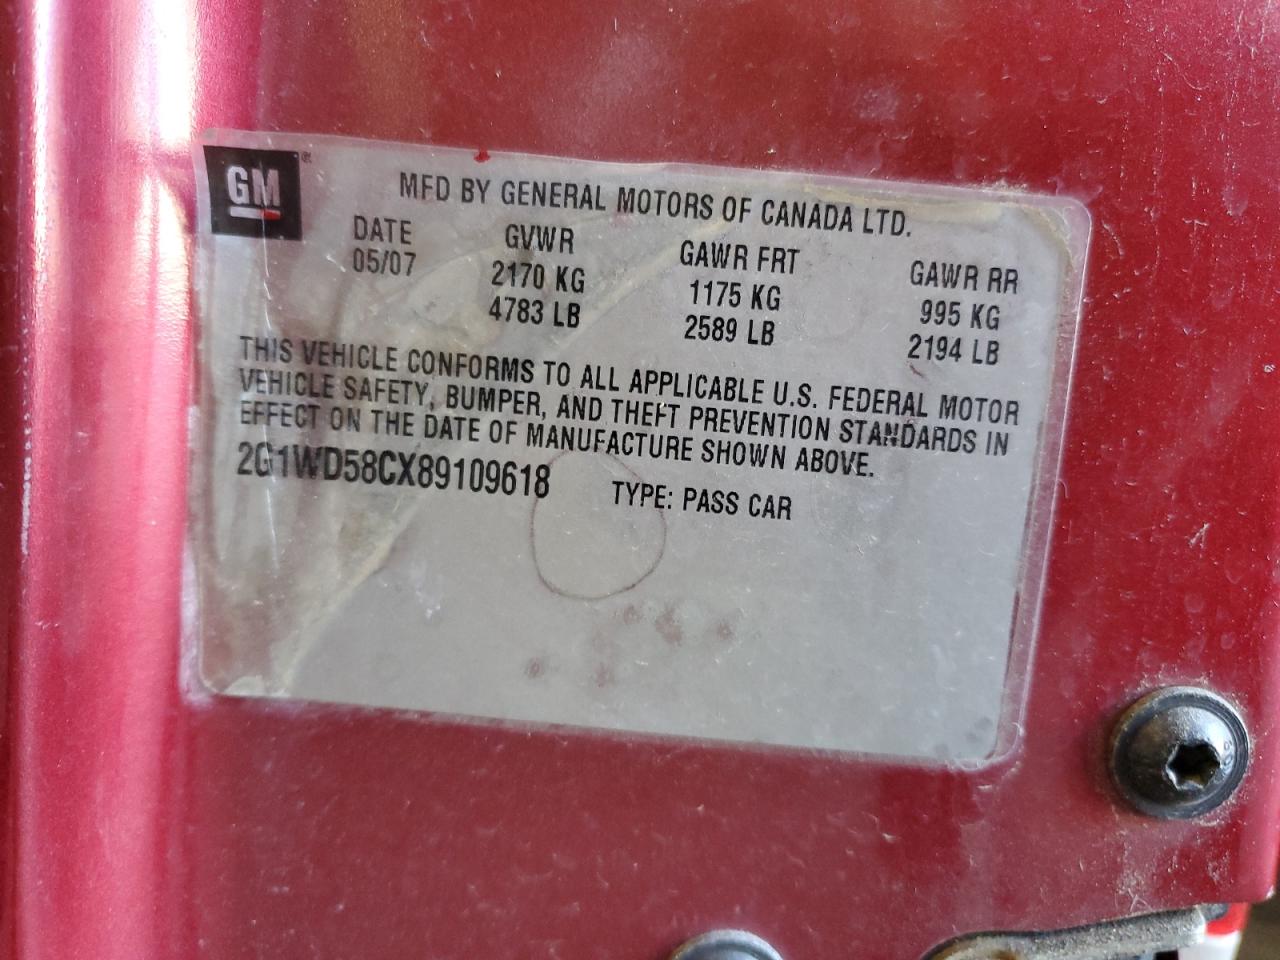 GM®
MFD BY GENERAL MOTORS OF CANADA LTD.
DATE GVWR GAWR FRT GAWR RR
05/07 2170 KG 1175 KG 995 KG
4783 LB 2589 LB 2194 LB
THIS VEHICLE CONFORMS TO ALL APPLICABLE U.S. FEDERAL MOTOR
VEHICLE SAFETY, BUMPER, AND THEFT PREVENTION STANDARDS IN
EFFECT ON THE DATE OF MANUFACTURE SHOWN ABOVE.
2G1WD58CX89109618 TYPE: PASS CAR